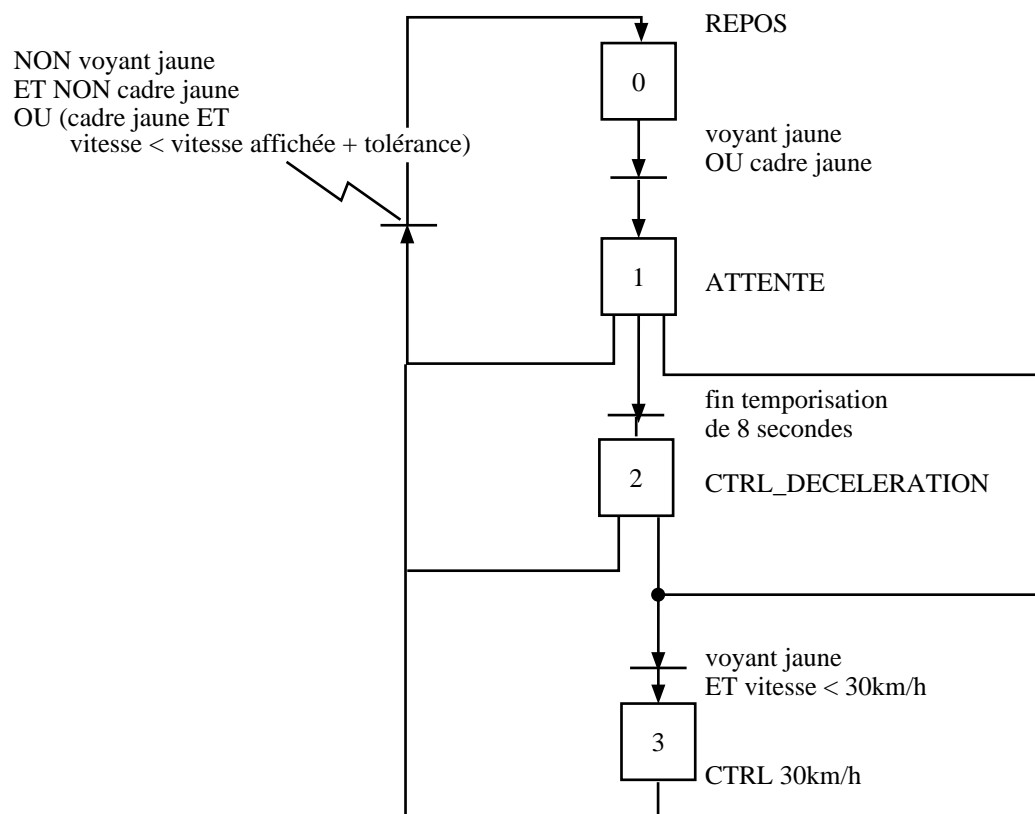 REPOS
NON voyant jaune
ET NON cadre jaune
OU (cadre jaune ET
vitesse < vitesse affichée + tolérance)
0
voyant jaune
OU cadre jaune
1
ATTENTE
fin temporisation
de 8 secondes
2
CTRL_DECELERATION
voyant jaune
ET vitesse < 30km/h
3
CTRL 30km/h